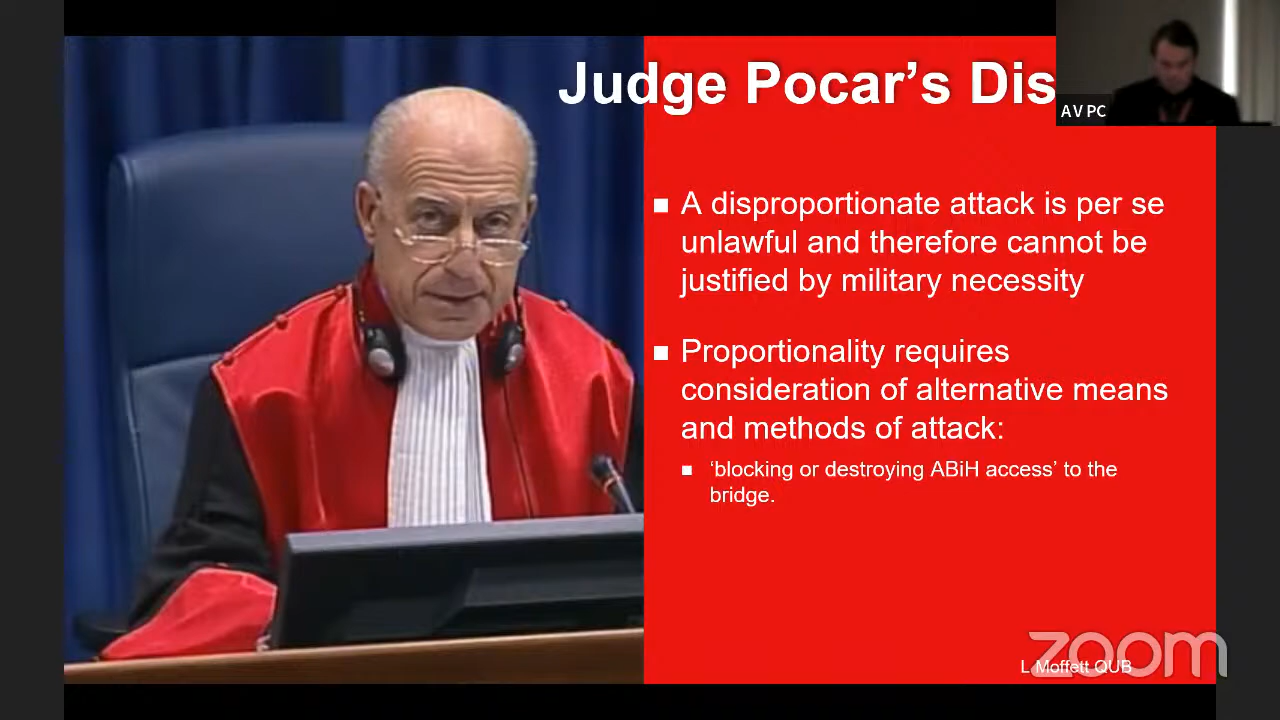 Judge Pocar’s Dis
AV PC
■ A disproportionate attack is per se
unlawful and therefore cannot be
justified by military necessity
■ Proportionality requires
consideration of alternative means
and methods of attack:
■ ‘blocking or destroying ABiH access’ to the
bridge.
L Moffett QUB
zoom